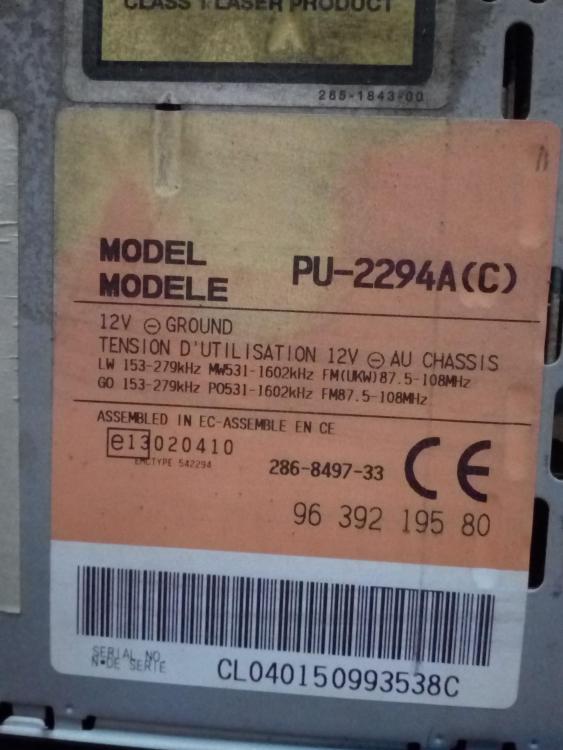 CLASS 1 LASER PRODUCT
285-1843-00
MODEL
MODELE
PU-2294A(C)
12V ⊖ GROUND
TENSION D'UTILISATION 12V ⊖ AU CHASSIS
LW 153-279kHz MW531-1602kHz FM(UKW)87.5-108MHz
GO 153-279kHz PO531-1602kHz FM87.5-108MHz
ASSEMBLED IN EC-ASSEMBLE EN CE
e13 020410
EMCTYPE 542294
286-8497-33
CE
96 392 195 80
SERIAL NO.
N°DE SERIE
CL040150993538C